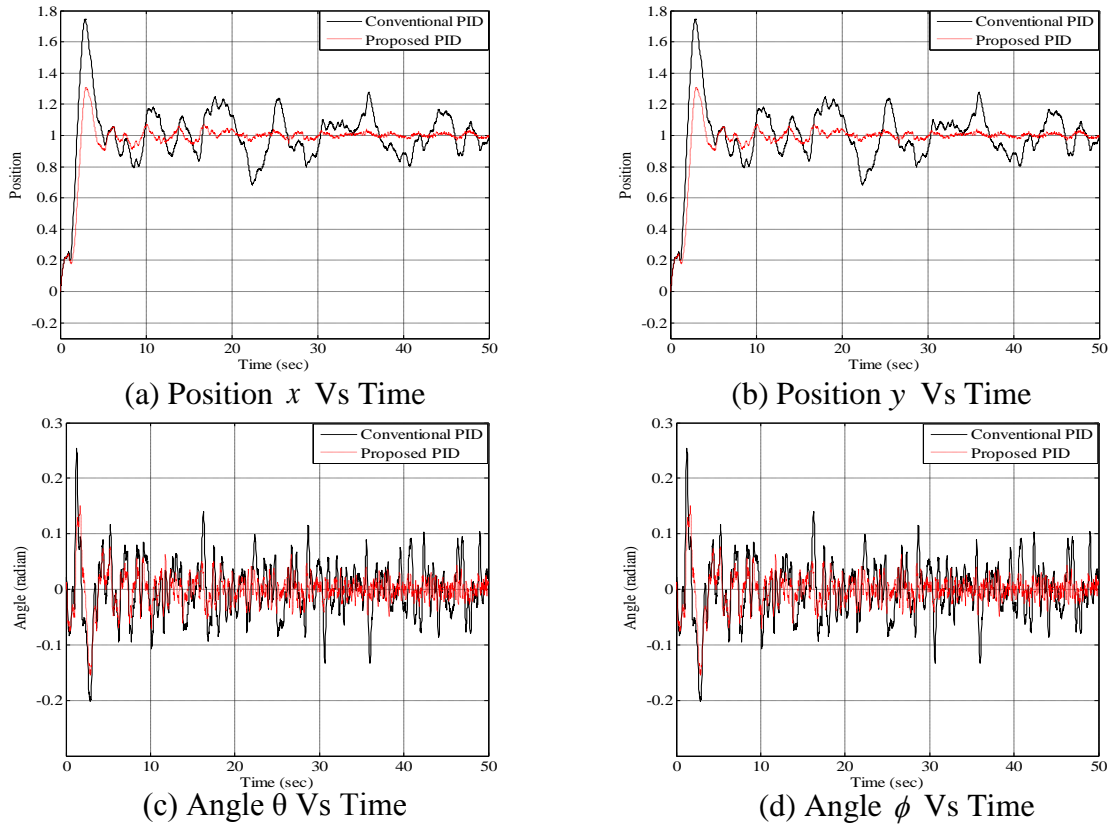 Conventional PID
Proposed PID
1.8
1.6
1.4
1.2
1
0.8
0.6
0.4
0.2
0
-0.2
Position
0 10 20 30 40 50
Time (sec)
(a) Position x Vs Time
Conventional PID
Proposed PID
1.8
1.6
1.4
1.2
1
0.8
0.6
0.4
0.2
0
-0.2
Position
0 10 20 30 40 50
Time (sec)
(b) Position y Vs Time
Conventional PID
Proposed PID
0.3
0.2
0.1
0
-0.1
-0.2
Angle (radian)
0 10 20 30 40 50
Time (sec)
(c) Angle θ Vs Time
Conventional PID
Proposed PID
0.3
0.2
0.1
0
-0.1
-0.2
Angle (radian)
0 10 20 30 40 50
Time (sec)
(d) Angle ϕ Vs Time